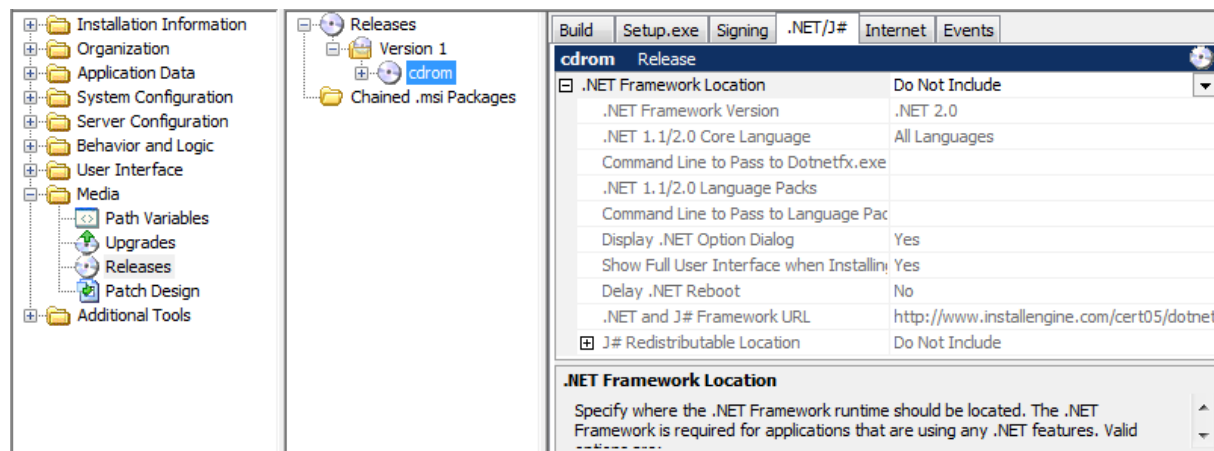 Installation Information
Organization
Application Data
System Configuration
Server Configuration
Behavior and Logic
User Interface
Media
Path Variables
Upgrades
Releases
Patch Design
Additional Tools
Releases
Version 1
cdrom
Chained .msi Packages
Build Setup.exe Signing .NET/J# Internet Events
cdrom Release
.NET Framework Location Do Not Include
.NET Framework Version .NET 2.0
.NET 1.1/2.0 Core Language All Languages
Command Line to Pass to Dotnetfx.exe
.NET 1.1/2.0 Language Packs
Command Line to Pass to Language Pac
Display .NET Option Dialog Yes
Show Full User Interface when Installin Yes
Delay .NET Reboot No
.NET and J# Framework URL http://www.installengine.com/cert05/dotnet
J# Redistributable Location Do Not Include
.NET Framework Location
Specify where the .NET Framework runtime should be located. The .NET
Framework is required for applications that are using any .NET features. Valid